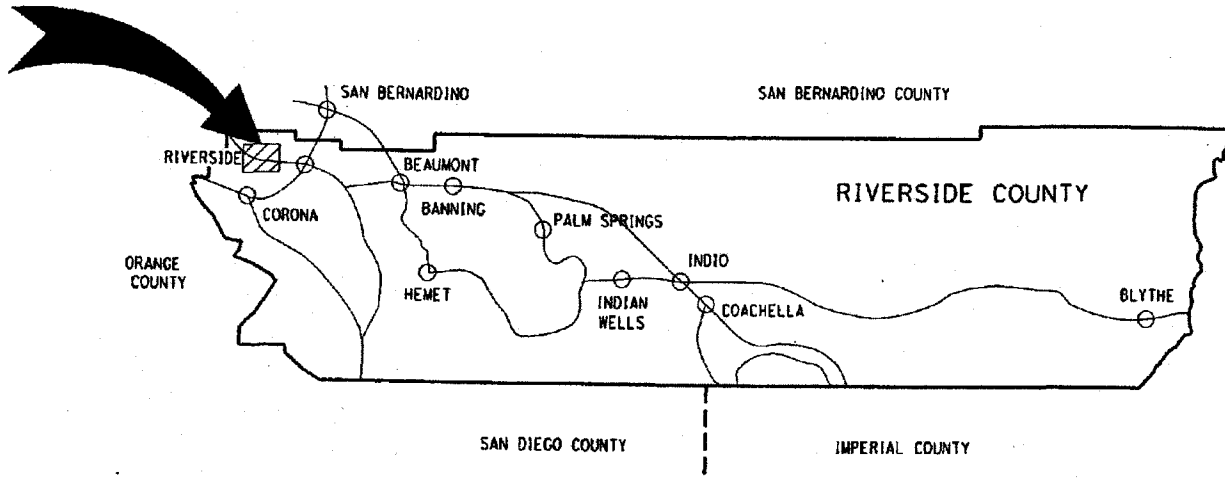 SAN BERNARDINO
SAN BERNARDINO COUNTY
RIVERSIDE
BEAUMONT
RIVERSIDE COUNTY
BANNING
CORONA
PALM SPRINGS
ORANGE
COUNTY
INDIO
HEMET
INDIAN
WELLS
COACHELLA
BLYTHE
SAN DIEGO COUNTY
IMPERIAL COUNTY